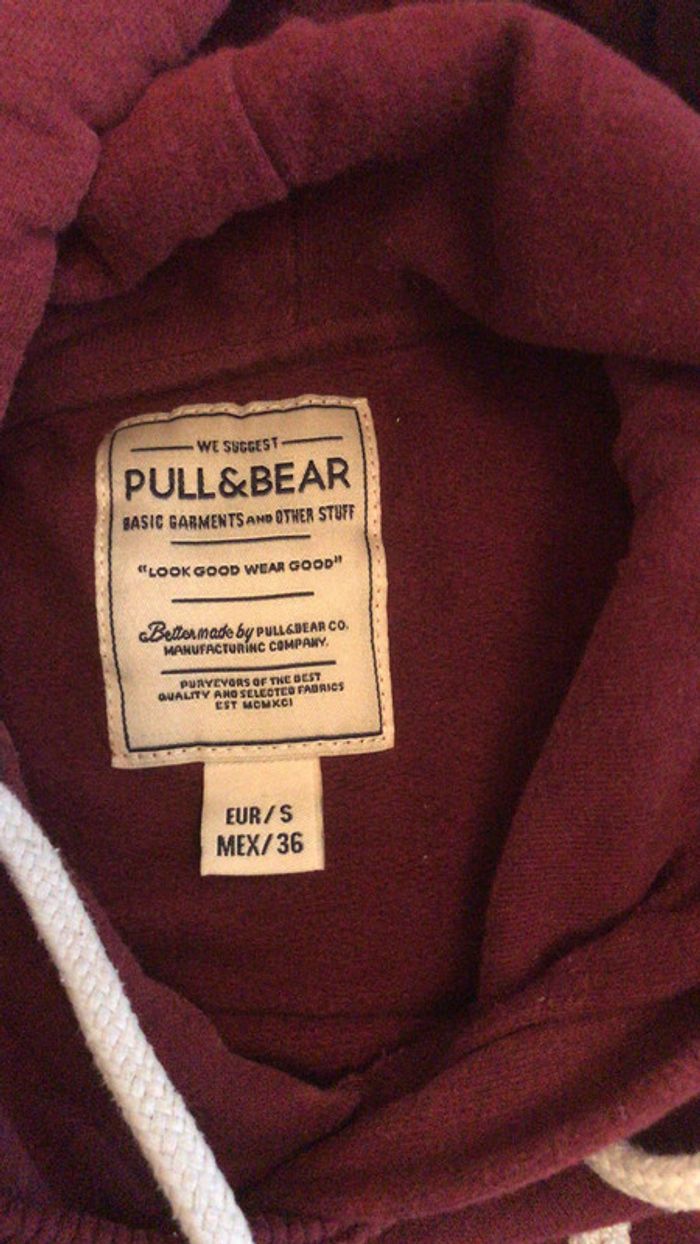 WE SUGGEST
PULL&BEAR
BASIC GARMENTS AND OTHER STUFF
"LOOK GOOD WEAR GOOD"
Better made by PULL&BEAR CO.
MANUFACTURING COMPANY.
PURVEYORS OF THE BEST
QUALITY AND SELECTED FABRICS
EST MCMXCI
EUR/S
MEX/36